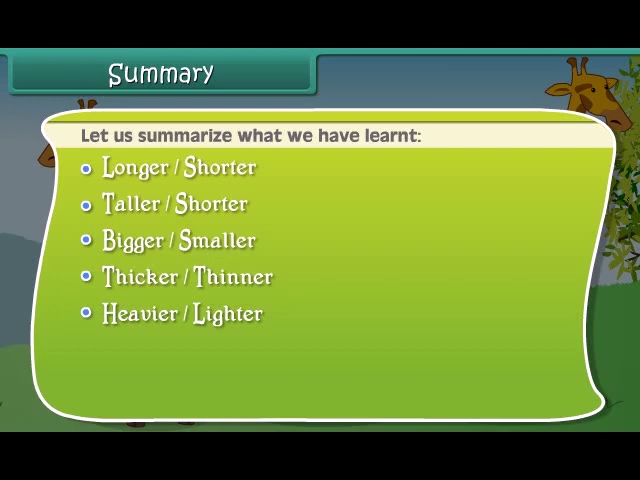 Summary
Let us summarize what we have learnt:
Longer / Shorter
Taller / Shorter
Bigger / Smaller
Thicker / Thinner
Heavier / Lighter